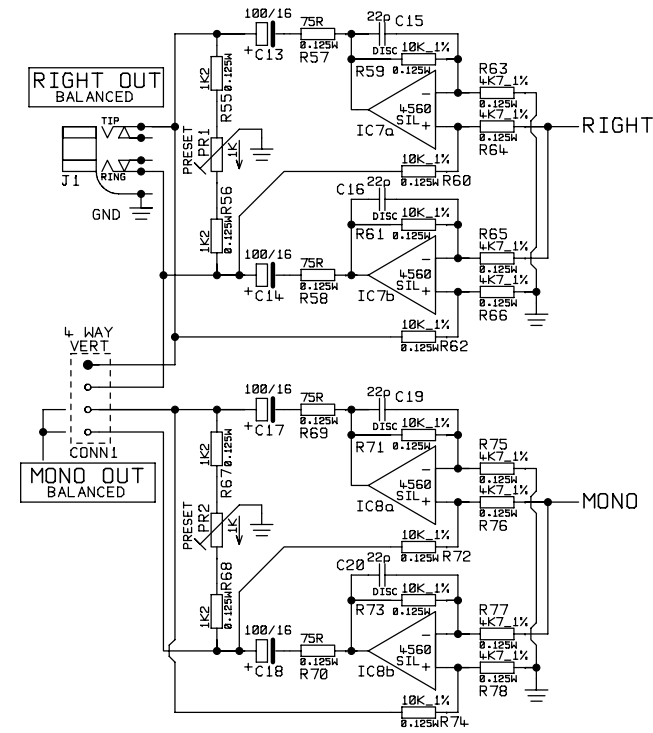 100/16
+C13
75R
0.125W
R57
22p C15
DISC
10K_1%
R59 0.125W
1K2
0.125W
R55
RIGHT OUT
BALANCED
R63
4K7_1%
0.125W
4K7_1%
0.125W
R64
RIGHT
IC7a
4560
SIL
−
+
TIP
RING
J1
GND
PRESET
PR1
1K
10K_1%
0.125W R60
R56
1K2
0.125W
C16 22p
DISC
10K_1%
R61 0.125W
100/16
+C14
75R
0.125W
R58
IC7b
4560
SIL
−
+
R65
4K7_1%
0.125W
4K7_1%
0.125W
R66
10K_1%
0.125W R62
4 WAY
VERT
CONN1
MONO OUT
BALANCED
100/16
+C17
75R
0.125W
R69
22p C19
DISC
10K_1%
R71 0.125W
1K2
0.125W
R67
R75
4K7_1%
0.125W
4K7_1%
0.125W
R76
MONO
IC8a
4560
SIL
−
+
PRESET
PR2
1K
10K_1%
0.125W R72
R68
1K2
0.125W
C20 22p
DISC
10K_1%
R73 0.125W
100/16
+C18
75R
0.125W
R70
IC8b
4560
SIL
−
+
R77
4K7_1%
0.125W
4K7_1%
0.125W
R78
10K_1%
0.125W R74